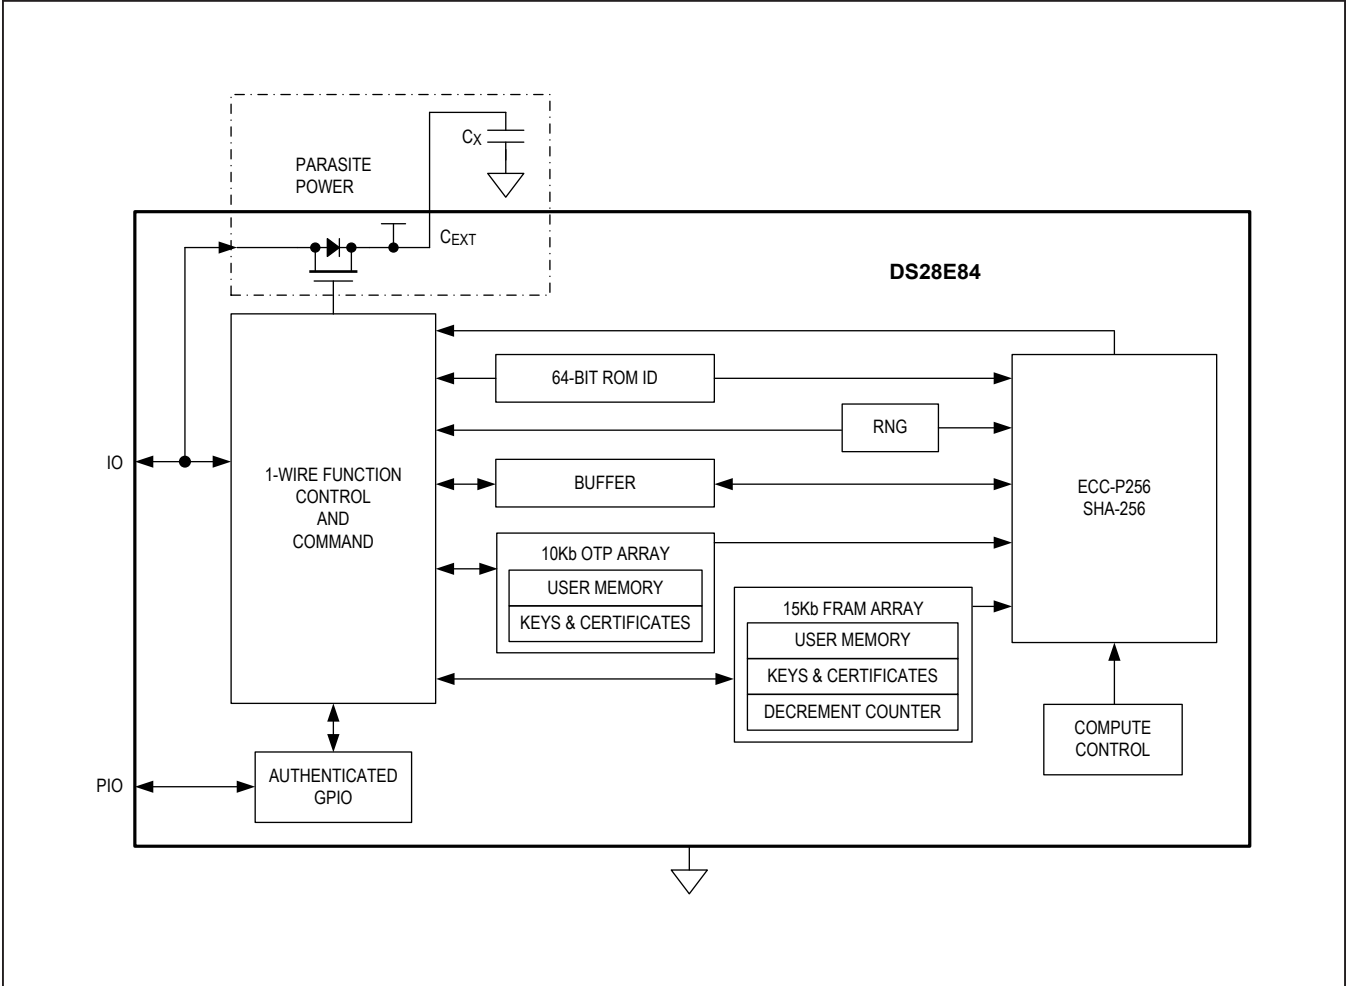 CX
PARASITE
POWER
CEXT
DS28E84
64-BIT ROM ID
RNG
IO
1-WIRE FUNCTION
CONTROL
AND
COMMAND
BUFFER
ECC-P256
SHA-256
10Kb OTP ARRAY
USER MEMORY
KEYS & CERTIFICATES
15Kb FRAM ARRAY
USER MEMORY
KEYS & CERTIFICATES
DECREMENT COUNTER
COMPUTE
CONTROL
PIO
AUTHENTICATED
GPIO